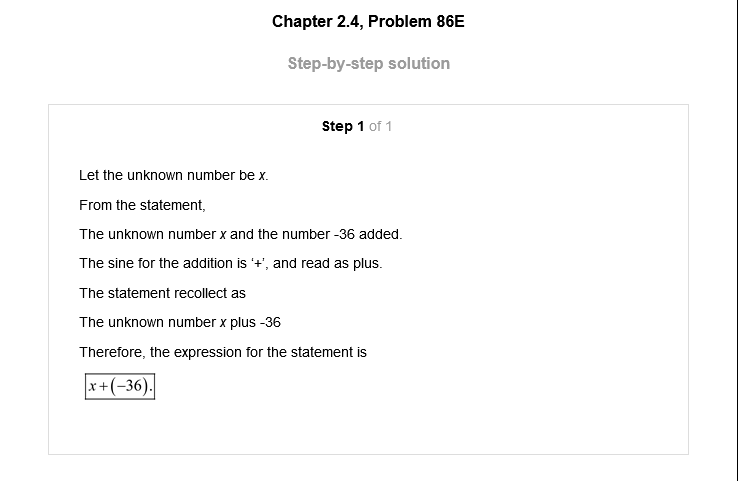 Chapter 2.4, Problem 86E
Step-by-step solution
Step 1 of 1
Let the unknown number be x.
From the statement,
The unknown number x and the number -36 added.
The sine for the addition is ‘+’, and read as plus.
The statement recollect as
The unknown number x plus -36
Therefore, the expression for the statement is
x+(−36).